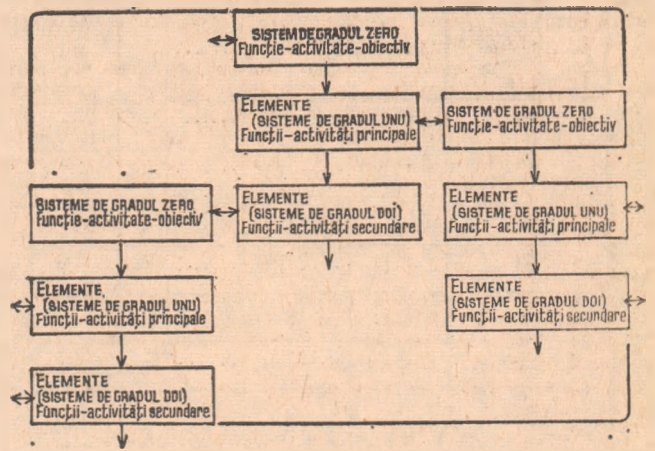 SISTEM DE GRADUL ZERO
Funcție-activitate-obiectiv
ELEMENTE
(SISTEME DE GRADUL UNU)
Funcții-activități principale
SISTEM DE GRADUL ZERO
Funcție-activitate-obiectiv
SISTEME DE GRADUL ZERO
Funcție-activitate-obiectiv
ELEMENTE
(SISTEME DE GRADUL DOI)
Funcții-activități secundare
ELEMENTE
(SISTEME DE GRADUL UNU)
Funcții-activități principale
ELEMENTE
(SISTEME DE GRADUL UNU)
Funcții-activități principale
ELEMENTE
(SISTEME DE GRADUL DOI)
Funcții-activități secundare
ELEMENTE
(SISTEME DE GRADUL DOI)
Funcții-activități secundare